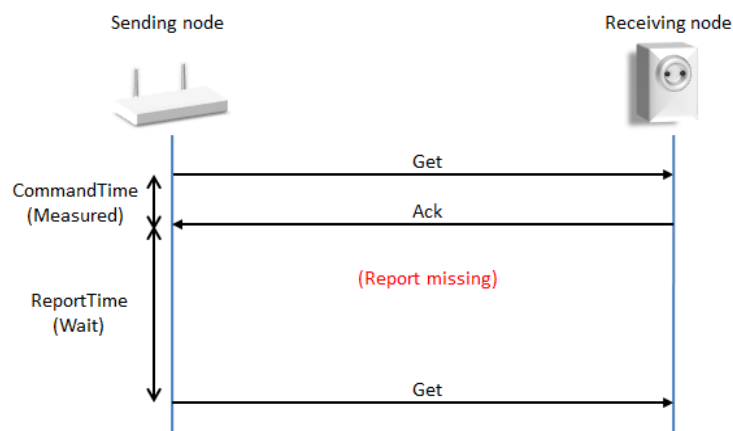 Sending node
Receiving node
Get
CommandTime
(Measured)
Ack
(Report missing)
ReportTime
(Wait)
Get